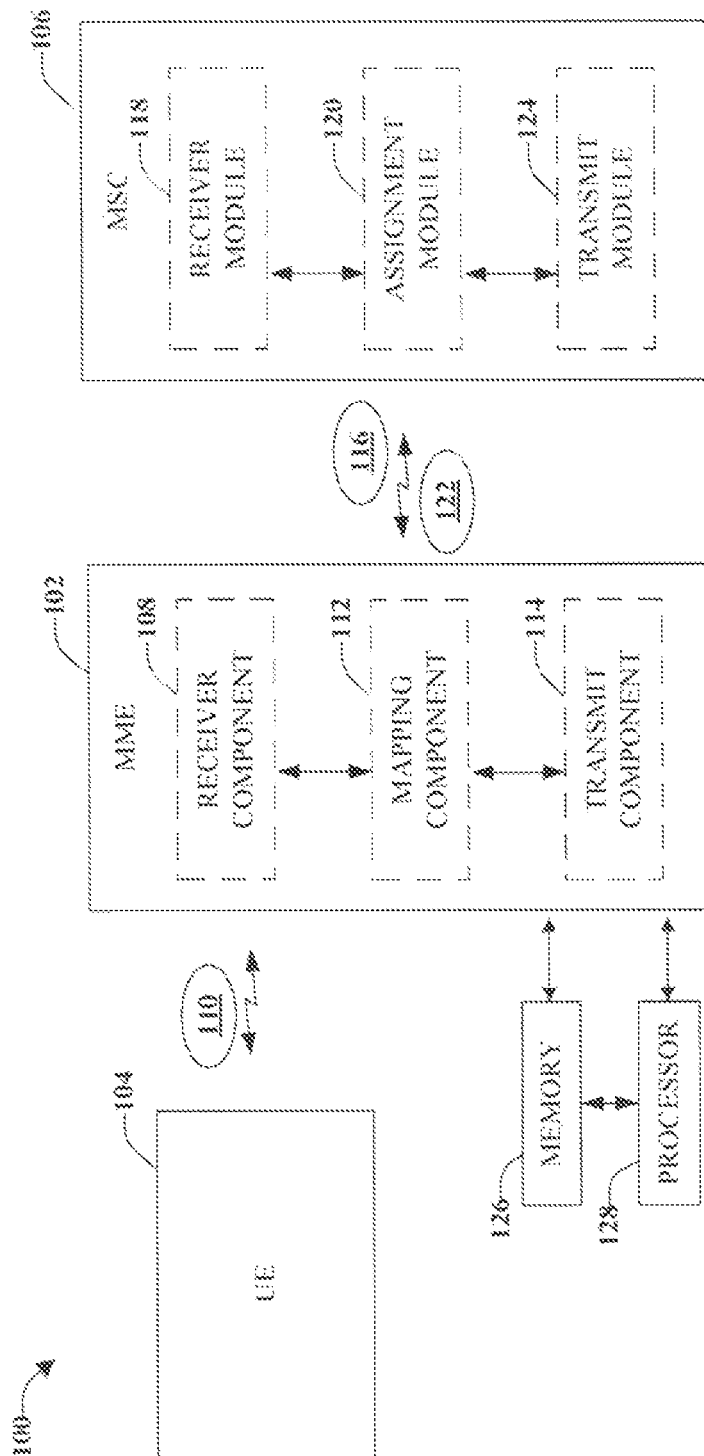 100
104
UE
110
126
MEMORY
128
PROCESSOR
102
MME
108
RECEIVER
COMPONENT
112
MAPPING
COMPONENT
114
TRANSMIT
COMPONENT
116
122
106
MSC
118
RECEIVER
MODULE
120
ASSIGNMENT
MODULE
124
TRANSMIT
MODULE